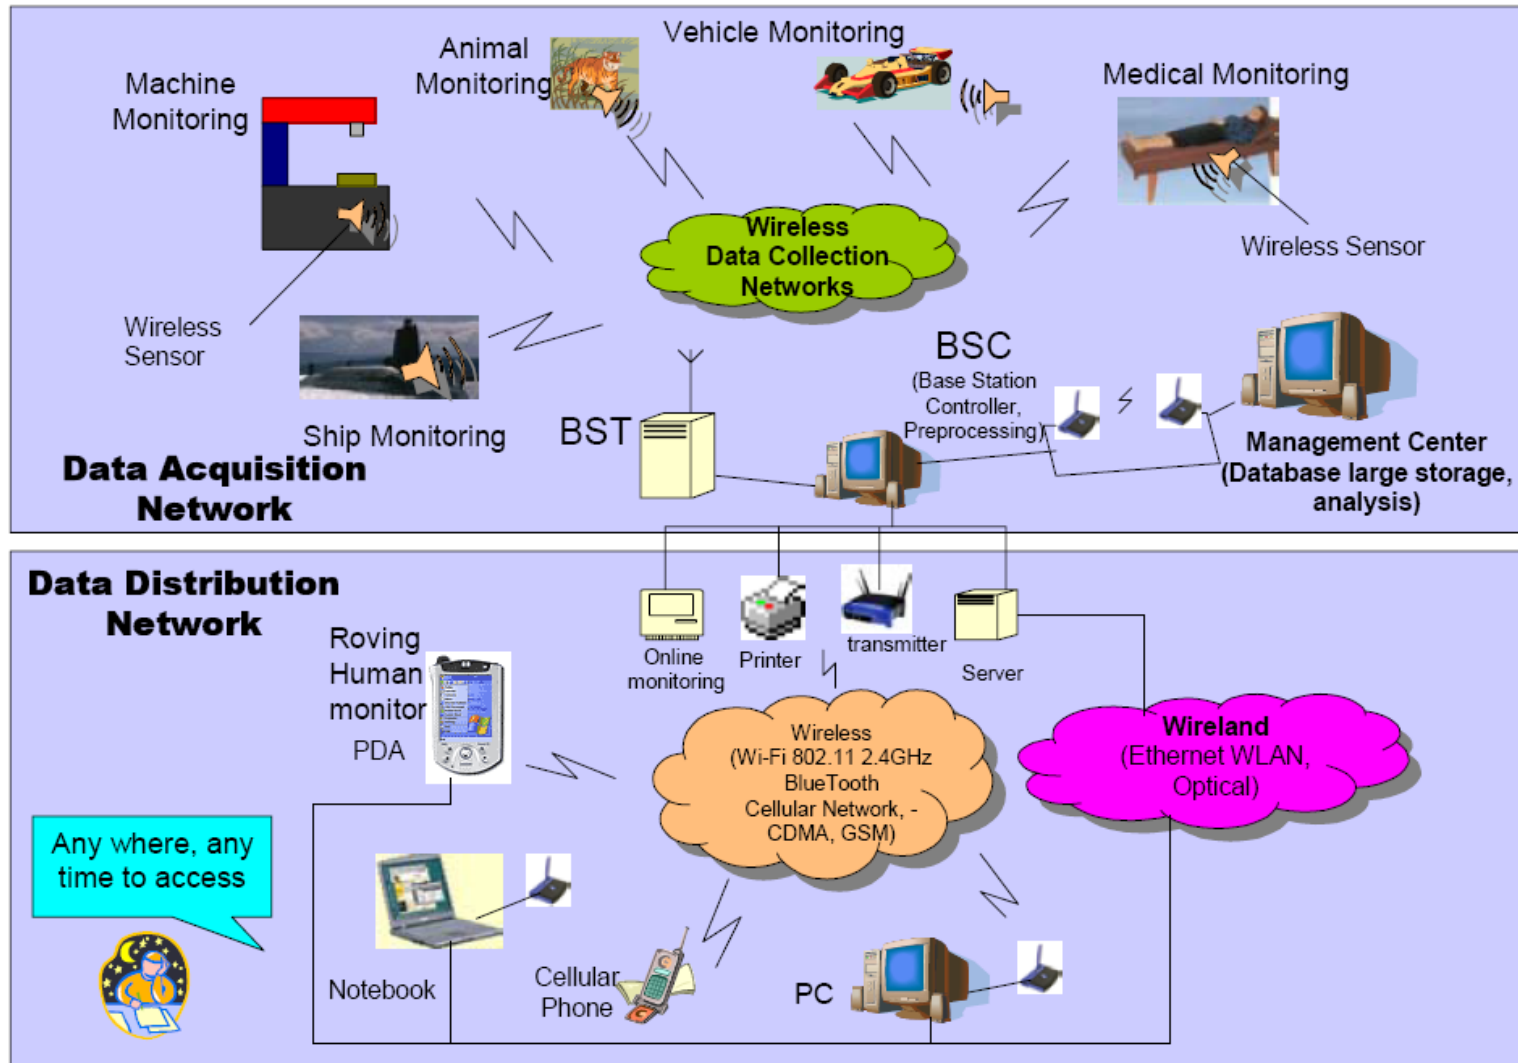 Machine
Monitoring
Animal
Monitoring
Vehicle Monitoring
Medical Monitoring
Wireless
Data Collection
Networks
Wireless Sensor
Wireless
Sensor
Ship Monitoring
BST
BSC
(Base Station
Controller,
Preprocessing)
Management Center
(Database large storage,
analysis)
Data Acquisition
Network
Data Distribution
Network
Roving
Human
monitor
PDA
Online
monitoring
Printer
transmitter
Server
Wireless
(Wi-Fi 802.11 2.4GHz
BlueTooth
Cellular Network, -
CDMA, GSM)
Wireland
(Ethernet WLAN,
Optical)
Any where, any
time to access
Notebook
Cellular
Phone
PC